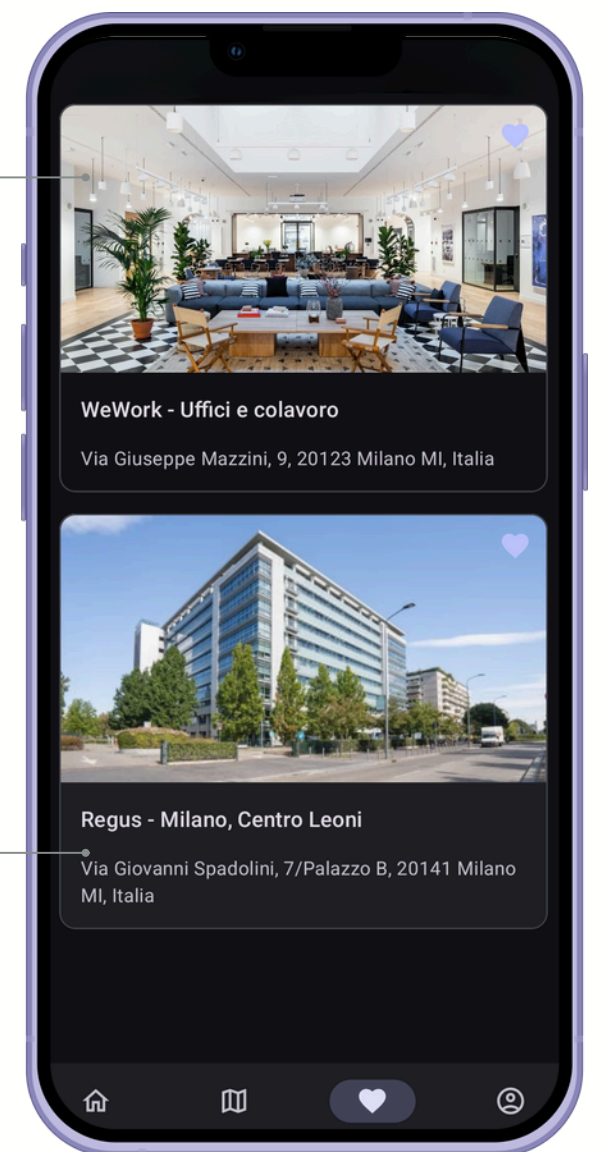 WeWork - Uffici e colavoro
Via Giuseppe Mazzini, 9, 20123 Milano MI, Italia
Regus - Milano, Centro Leoni
Via Giovanni Spadolini, 7/Palazzo B, 20141 Milano
MI, Italia